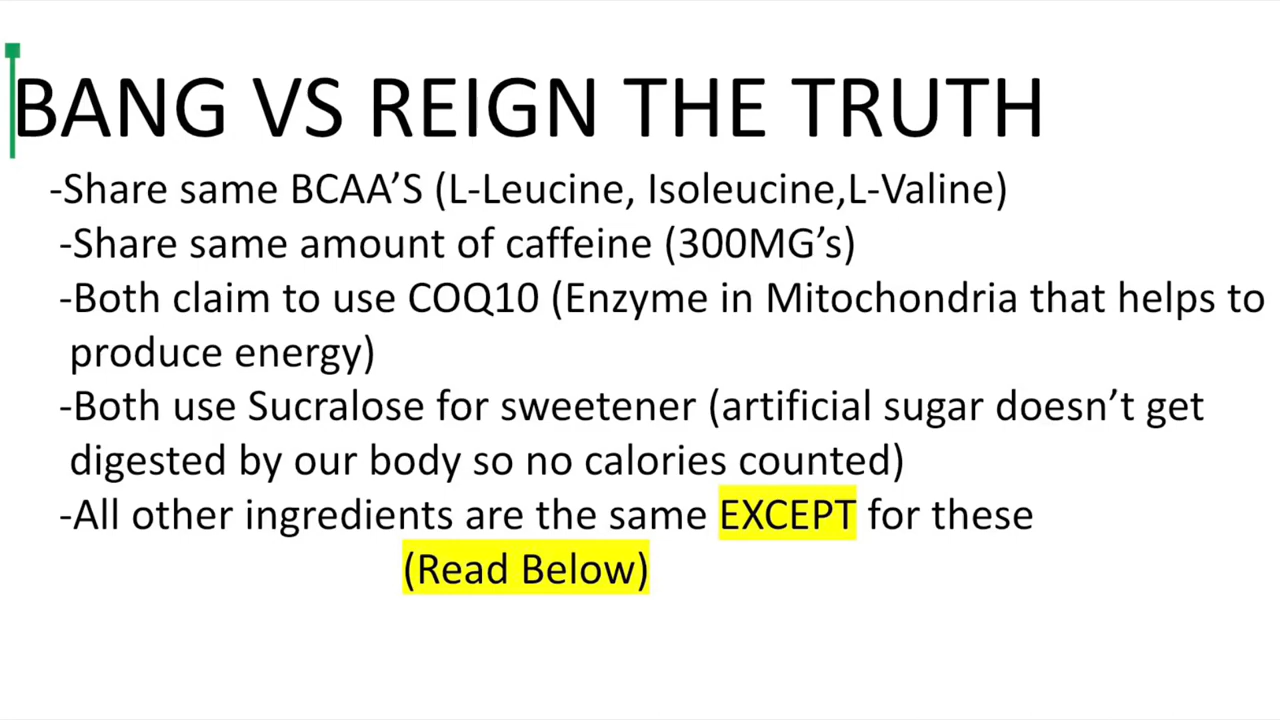 BANG VS REIGN THE TRUTH
-Share same BCAA’S (L-Leucine, Isoleucine,L-Valine)
-Share same amount of caffeine (300MG’s)
-Both claim to use COQ10 (Enzyme in Mitochondria that helps to
produce energy)
-Both use Sucralose for sweetener (artificial sugar doesn’t get
digested by our body so no calories counted)
-All other ingredients are the same EXCEPT for these
(Read Below)